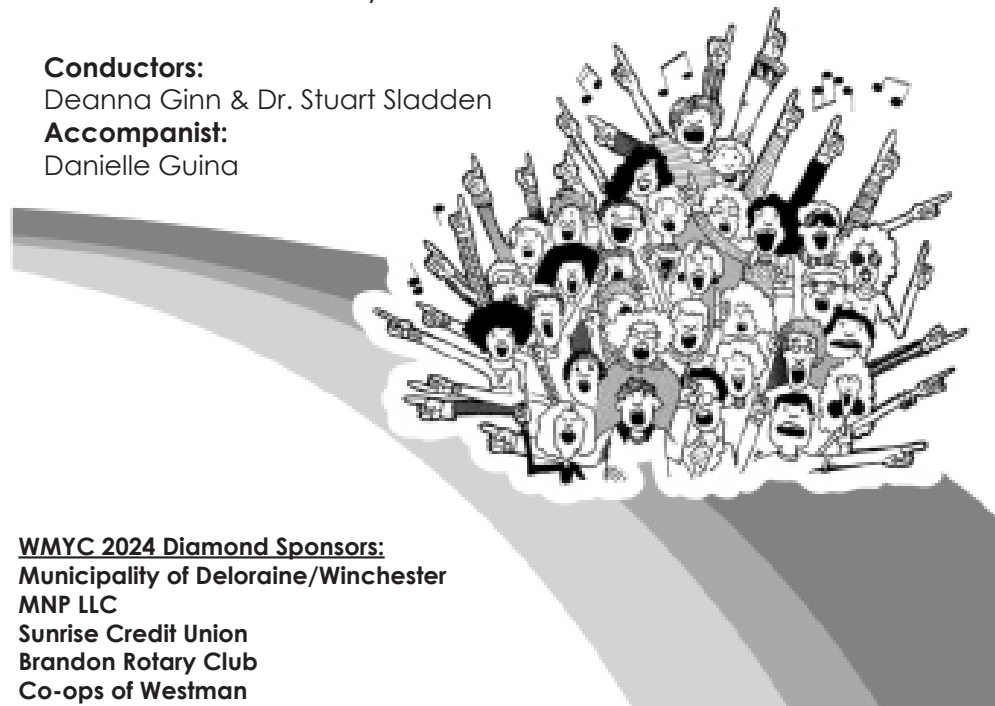 Conductors:
Deanna Ginn & Dr. Stuart Sladden
Accompanist:
Danielle Guina
WMYC 2024 Diamond Sponsors:
Municipality of Deloraine/Winchester
MNP LLC
Sunrise Credit Union
Brandon Rotary Club
Co-ops of Westman